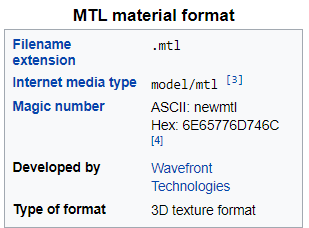 MTL material format
Filename .mtl
extension
Internet media type model/mtl [3]
Magic number ASCII: newmtl
Hex: 6E65776D746C
[4]
Developed by Wavefront
Technologies
Type of format 3D texture format